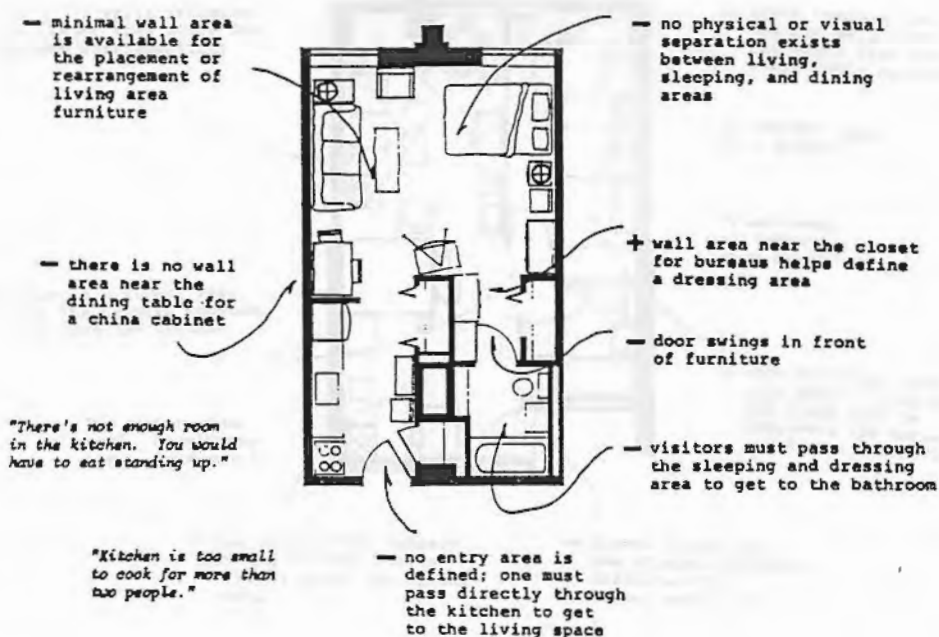 — minimal wall area
is available for
the placement or
rearrangement of
living area
furniture
— no physical or visual
separation exists
between living,
sleeping, and dining
areas
— there is no wall
area near the
dining table for
a china cabinet
+ wall area near the closet
for bureaus helps define
a dressing area
— door swings in front
of furniture
"There's not enough room
in the kitchen. You would
have to eat standing up."
— visitors must pass through
the sleeping and dressing
area to get to the bathroom
"Kitchen is too small
to cook for more than
two people."
— no entry area is
defined; one must
pass directly through
the kitchen to get
to the living space